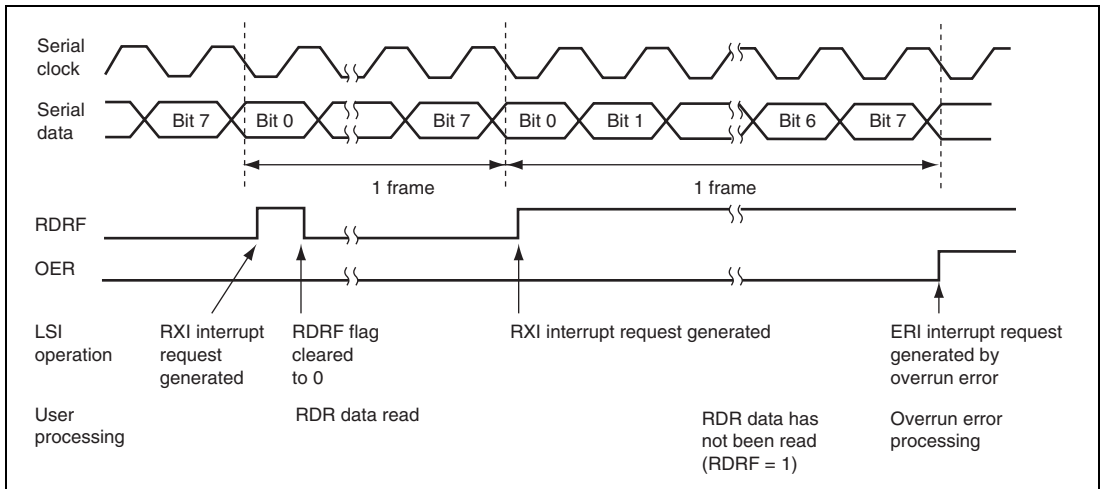 Serial
clock
Serial
data
Bit 7
Bit 0
Bit 7
Bit 0
Bit 1
Bit 6
Bit 7
1 frame
1 frame
RDRF
OER
LSI
operation
RXI interrupt
request
generated
RDRF flag
cleared
to 0
RXI interrupt request generated
ERI interrupt request
generated by
overrun error
User
processing
RDR data read
RDR data has
not been read
(RDRF = 1)
Overrun error
processing